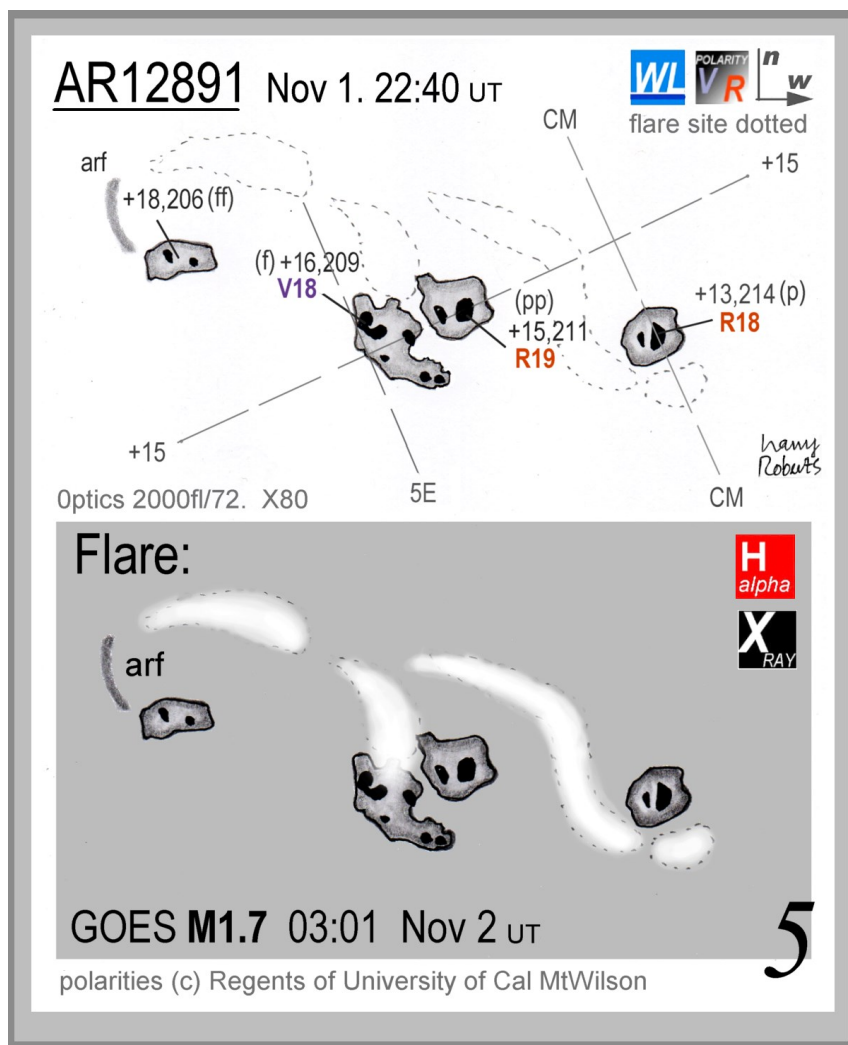 AR12891 Nov 1. 22:40 UT
WL
POLARITY
V R
n
w
flare site dotted
CM
+15
arf
+18,206 (ff)
(f) +16,209
V18
(pp)
+15,211
R19
+13,214 (p)
R18
+15
5E
CM
Harry
Roberts
Optics 2000fl/72. X80
Flare:
H
alpha
X
RAY
arf
GOES M1.7 03:01 Nov 2 UT
5
polarities (c) Regents of University of Cal MtWilson